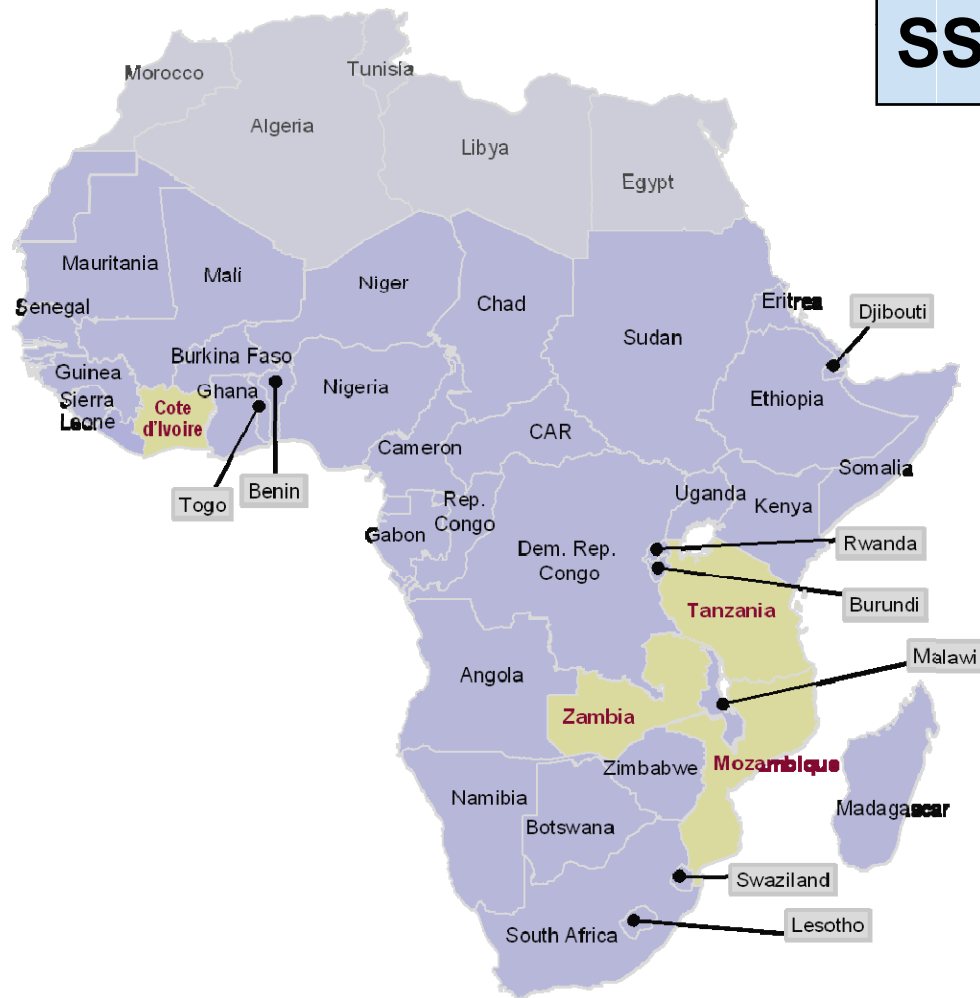 SS
Morocco
Tunisia
Algeria
Libya
Egypt
Mauritania
Mali
Niger
Chad
Sudan
Eritrea
Djibouti
Senegal
Burkina Faso
Guinea
Ghana
Nigeria
Ethiopia
Sierra
Leone
Cote
d'Ivoire
Cameron
CAR
Somalia
Togo
Benin
Rep.
Congo
Uganda
Kenya
Gabon
Dem. Rep.
Congo
Rwanda
Burundi
Tanzania
Malawi
Angola
Zambia
Zimbabwe
Mozambique
Namibia
Botswana
Madagascar
Swaziland
South Africa
Lesotho